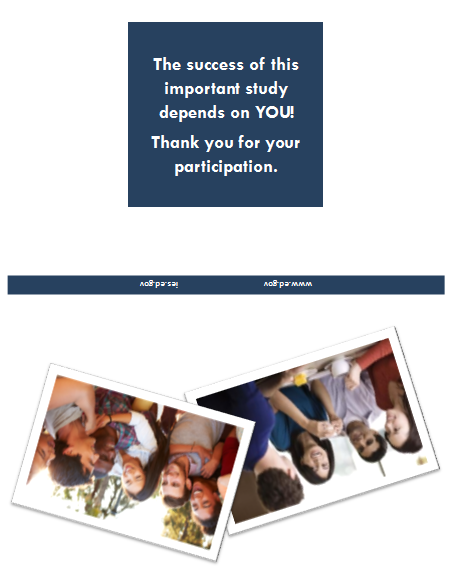 The success of this
important study
depends on YOU!
Thank you for your
participation.
www.ed.gov
ies.ed.gov